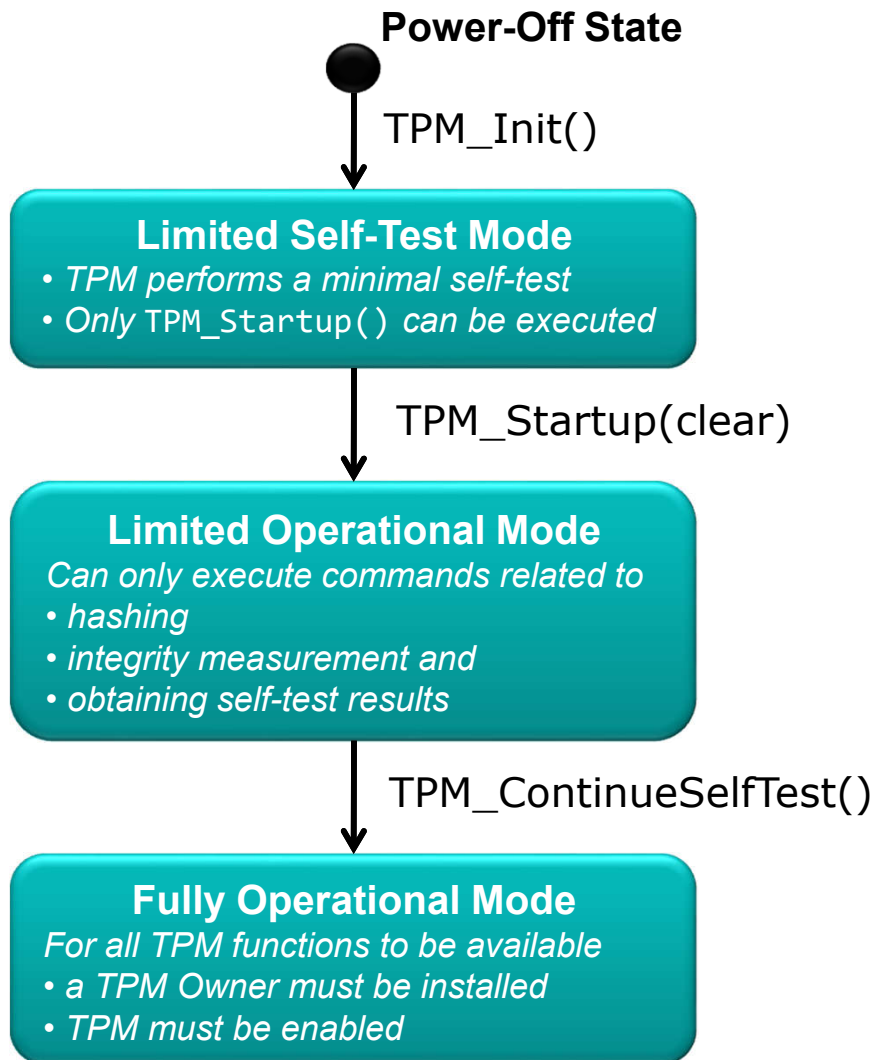 Power-Off State
TPM_Init()
Limited Self-Test Mode
• TPM performs a minimal self-test
• Only TPM_Startup() can be executed
TPM_Startup(clear)
Limited Operational Mode
Can only execute commands related to
• hashing
• integrity measurement and
• obtaining self-test results
TPM_ContinueSelfTest()
Fully Operational Mode
For all TPM functions to be available
• a TPM Owner must be installed
• TPM must be enabled